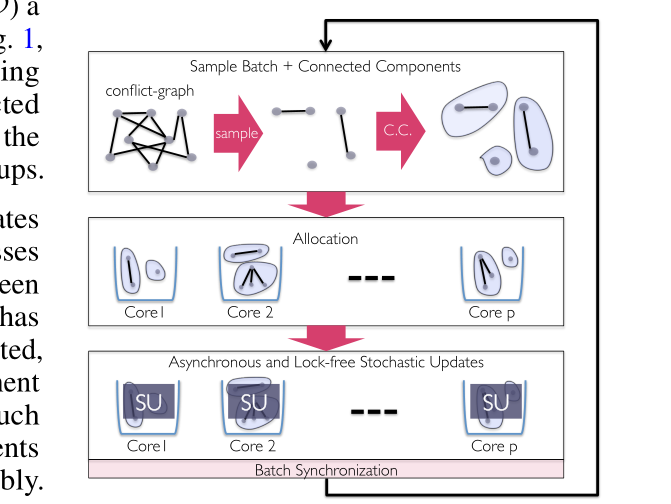 ) a
g. 1,
ing
cted
the
ups.
ates
sses
een
has
ted,
nent
uch
ents
bly.
Sample Batch + Connected Components
conflict-graph
sample
C.C.
Allocation
Core1
Core 2
Core p
Asynchronous and Lock-free Stochastic Updates
SU
SU
SU
Core1
Core 2
Core p
Batch Synchronization